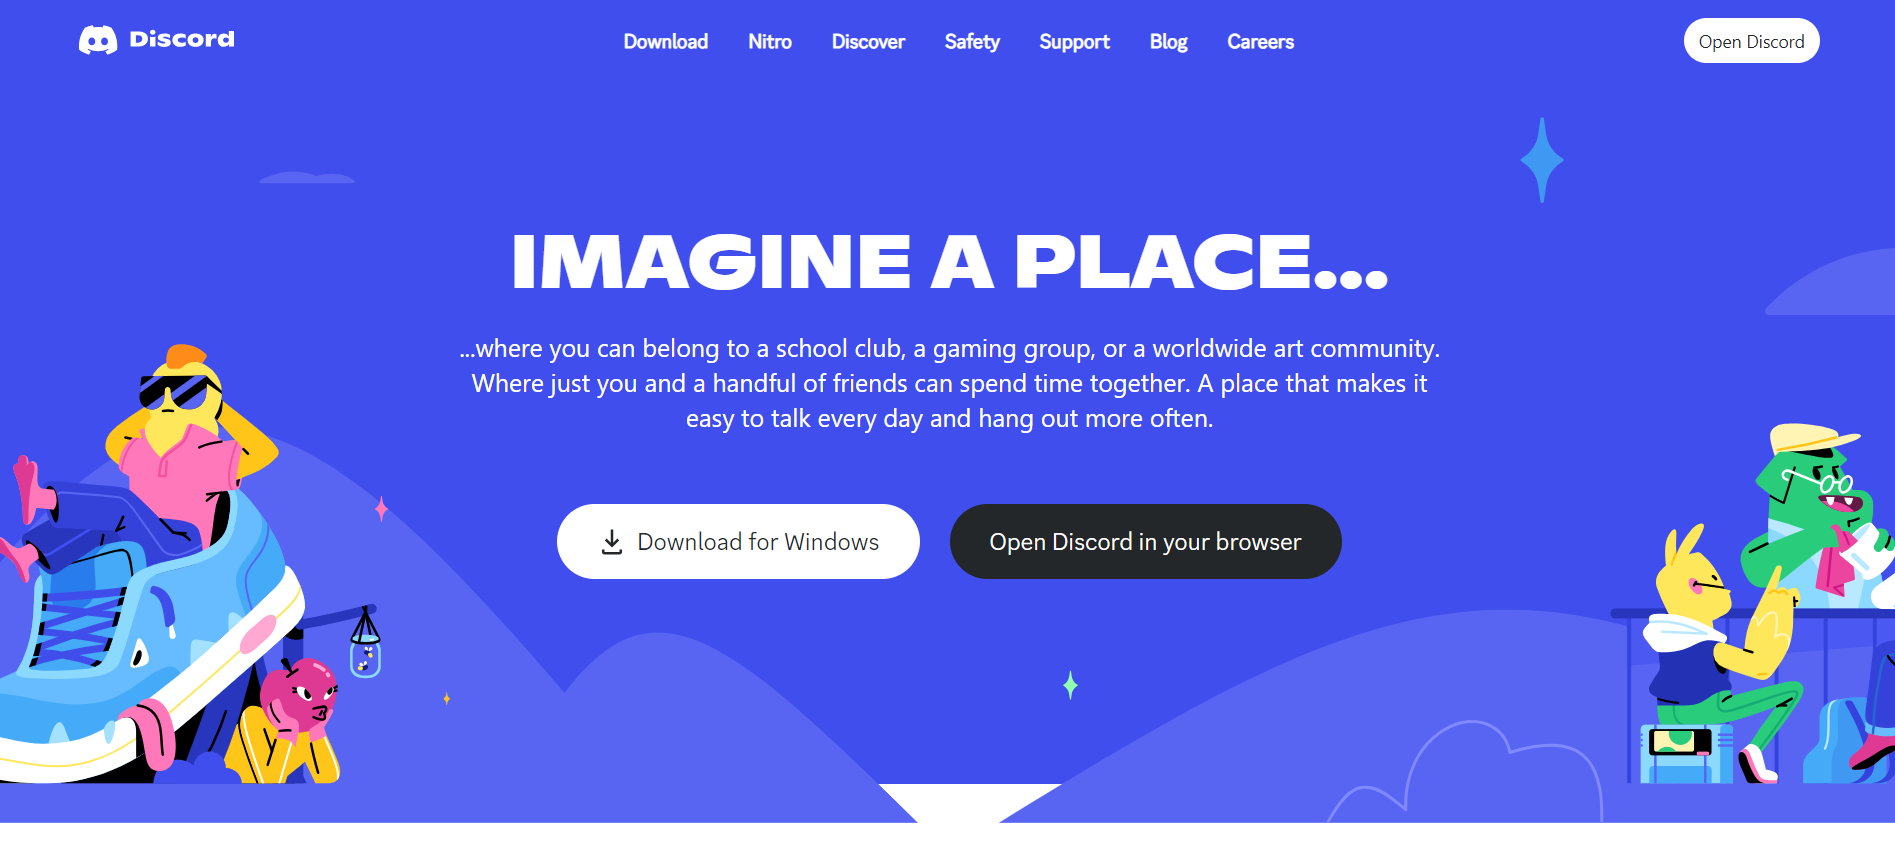 Discord
Download Nitro Discover Safety Support Blog Careers
Open Discord
IMAGINE A PLACE...
...where you can belong to a school club, a gaming group, or a worldwide art community.
Where just you and a handful of friends can spend time together. A place that makes it
easy to talk every day and hang out more often.
Download for Windows
Open Discord in your browser